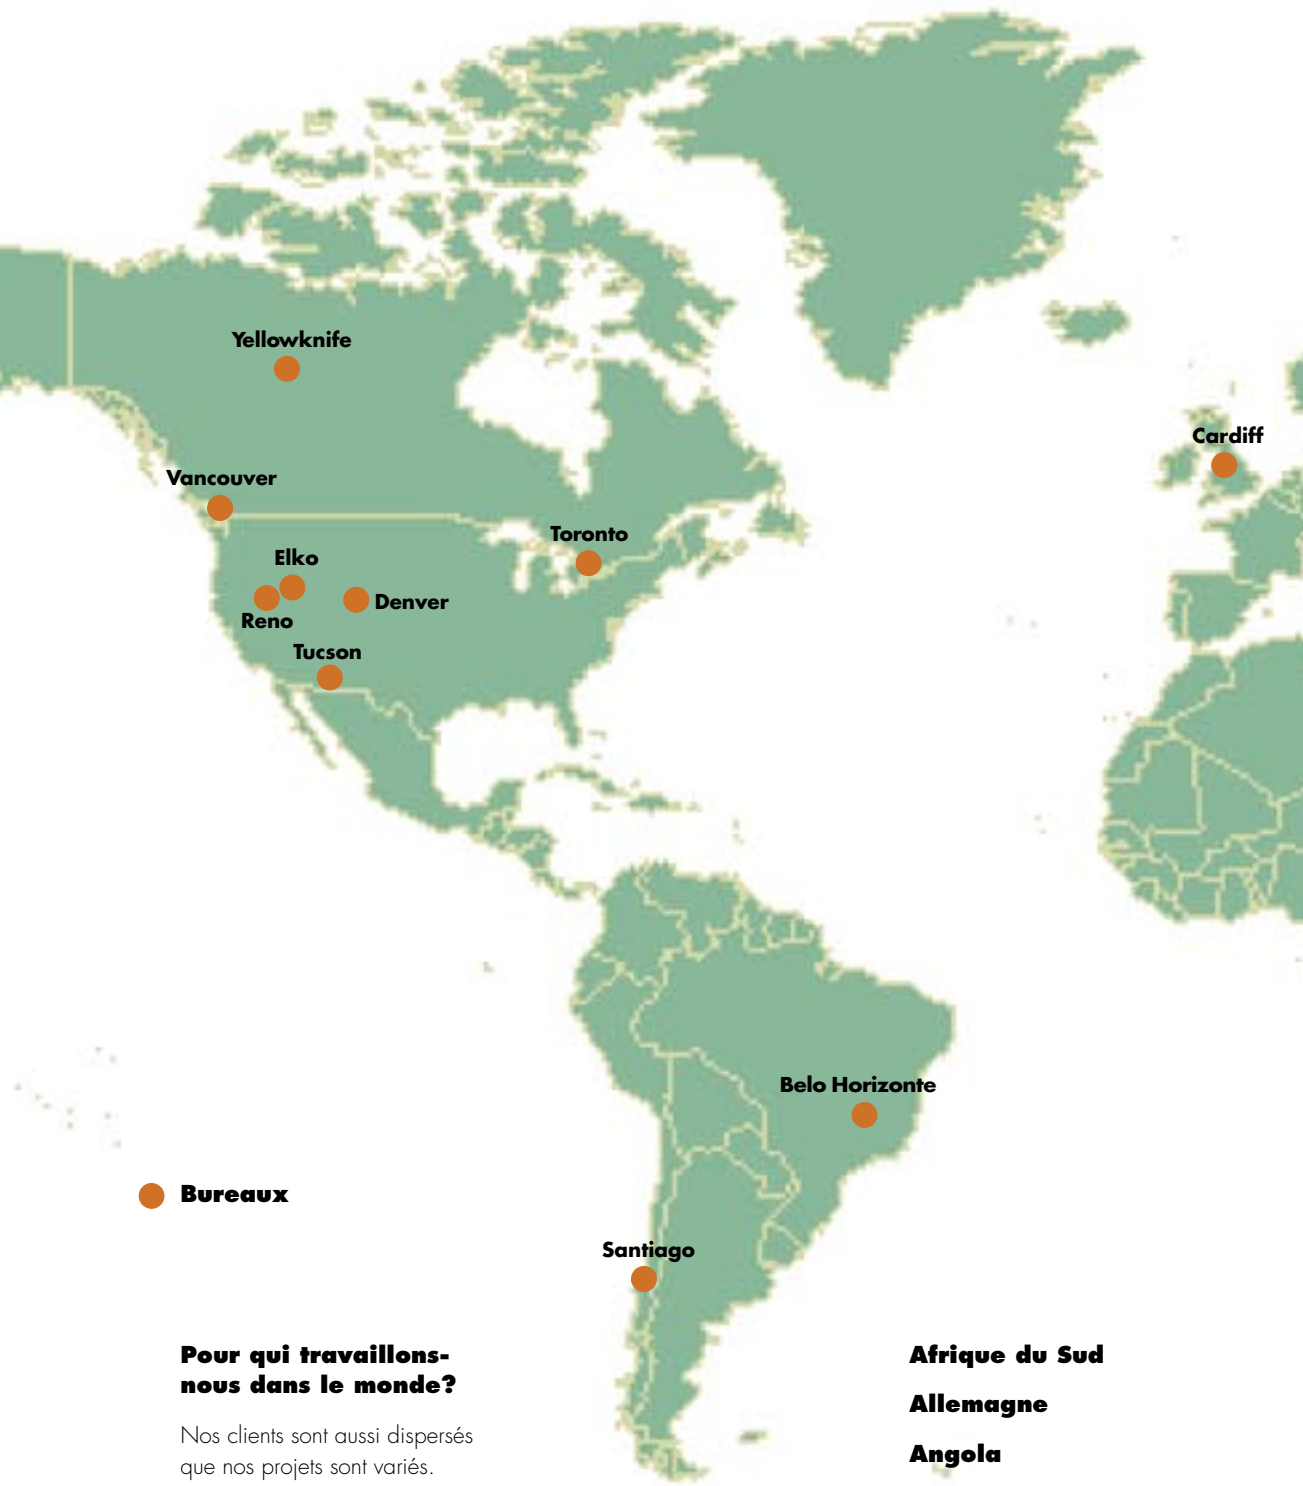 Yellowknife
Cardiff
Vancouver
Toronto
Elko
Denver
Reno
Tucson
Belo Horizonte
Bureaux
Santiago
Pour qui travaillons-
nous dans le monde?
Nos clients sont aussi dispersés
que nos projets sont variés.
Afrique du Sud
Allemagne
Angola